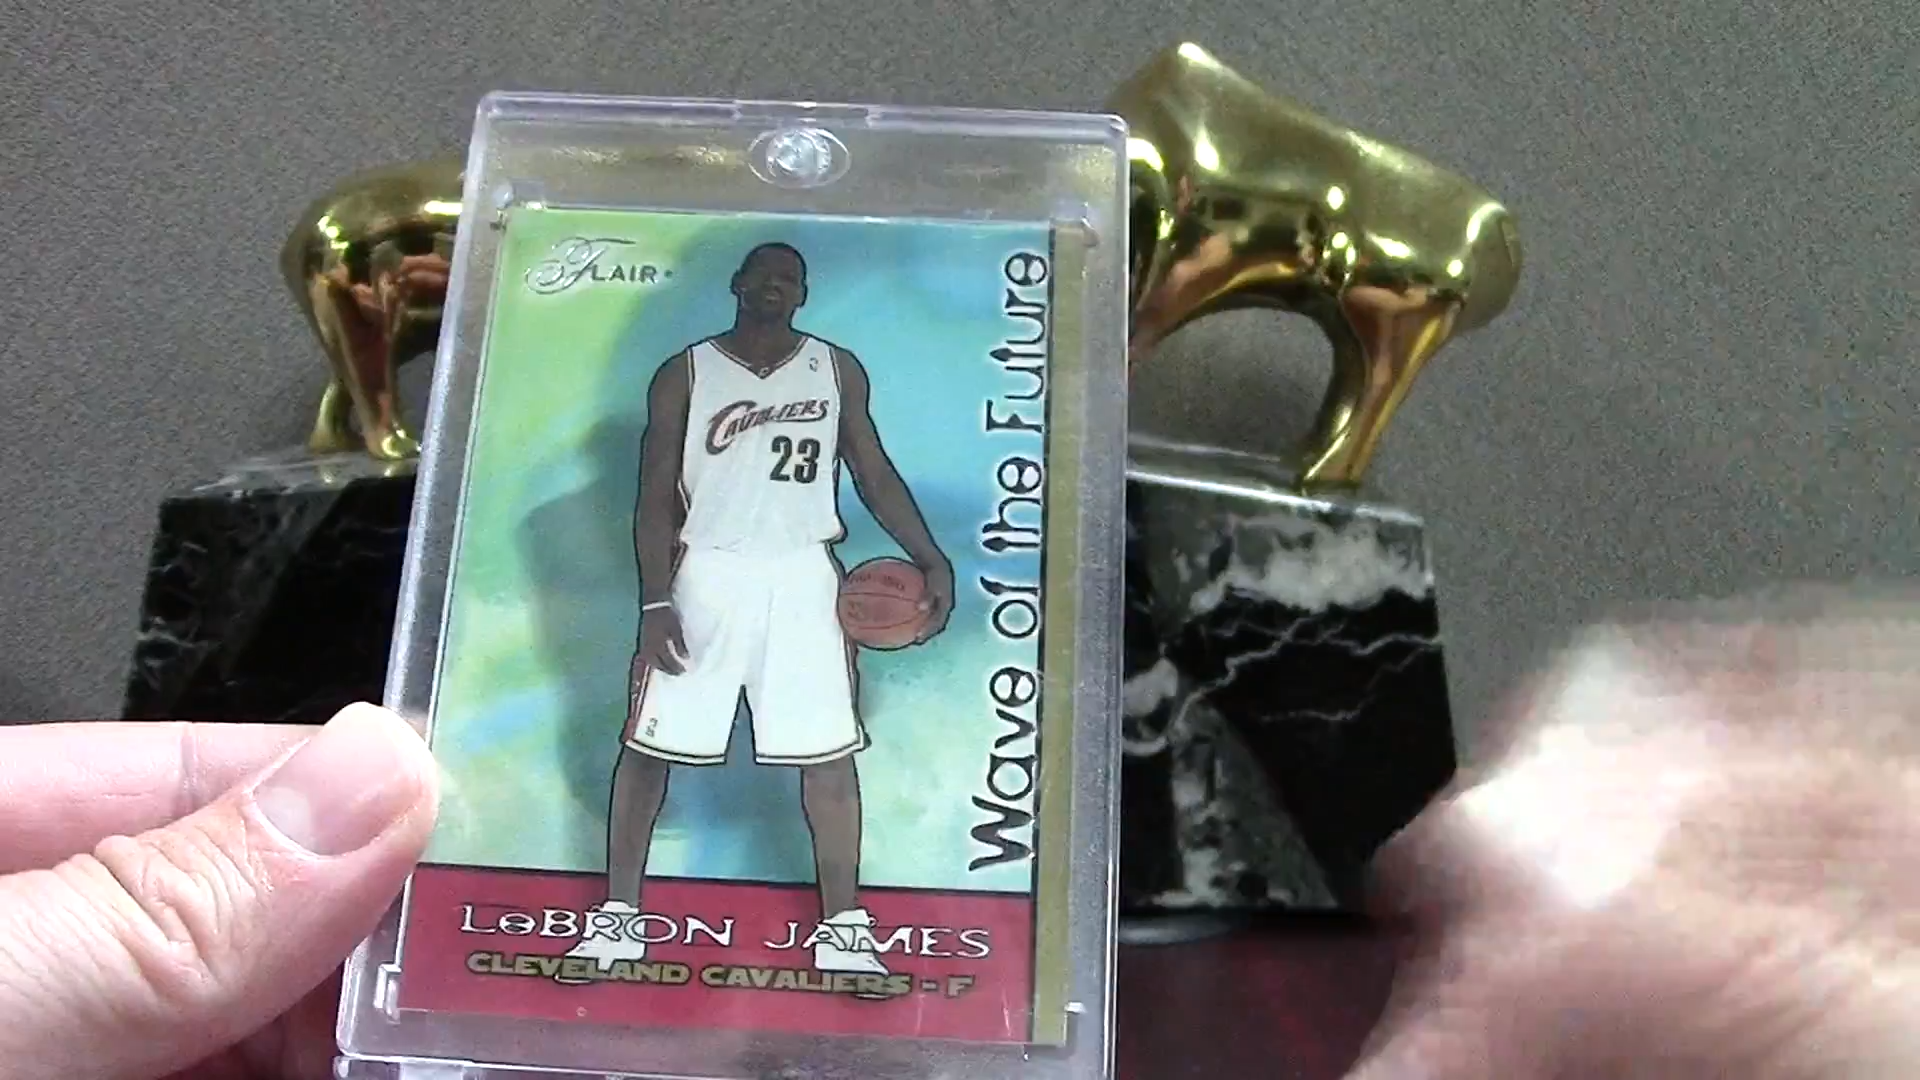 FLAIR
CAVALIERS
23
Wave of the Future
LeBRON JAMES
CLEVELAND CAVALIERS - F